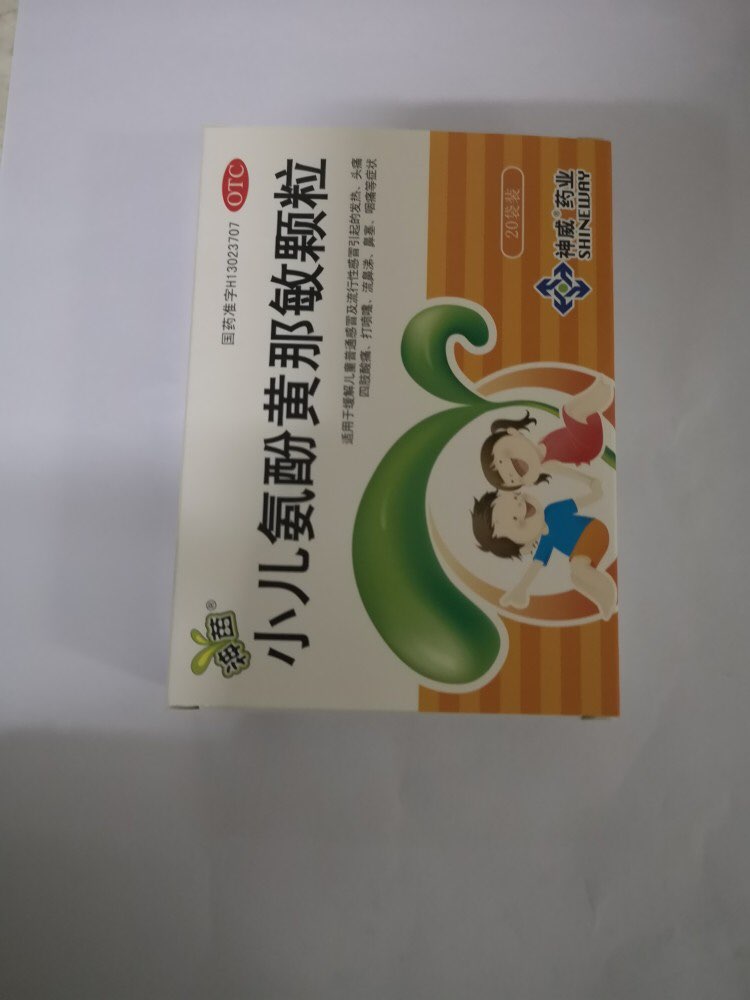 国药准字H13023707 OTC
神苗®
小儿氨酚黄那敏颗粒
适用于缓解儿童普通感冒及流行性感冒引起的发热、头痛
四肢酸痛、打喷嚏、流鼻涕、鼻塞、咽痛等症状
20袋装
神威®药业
SHINEWAY